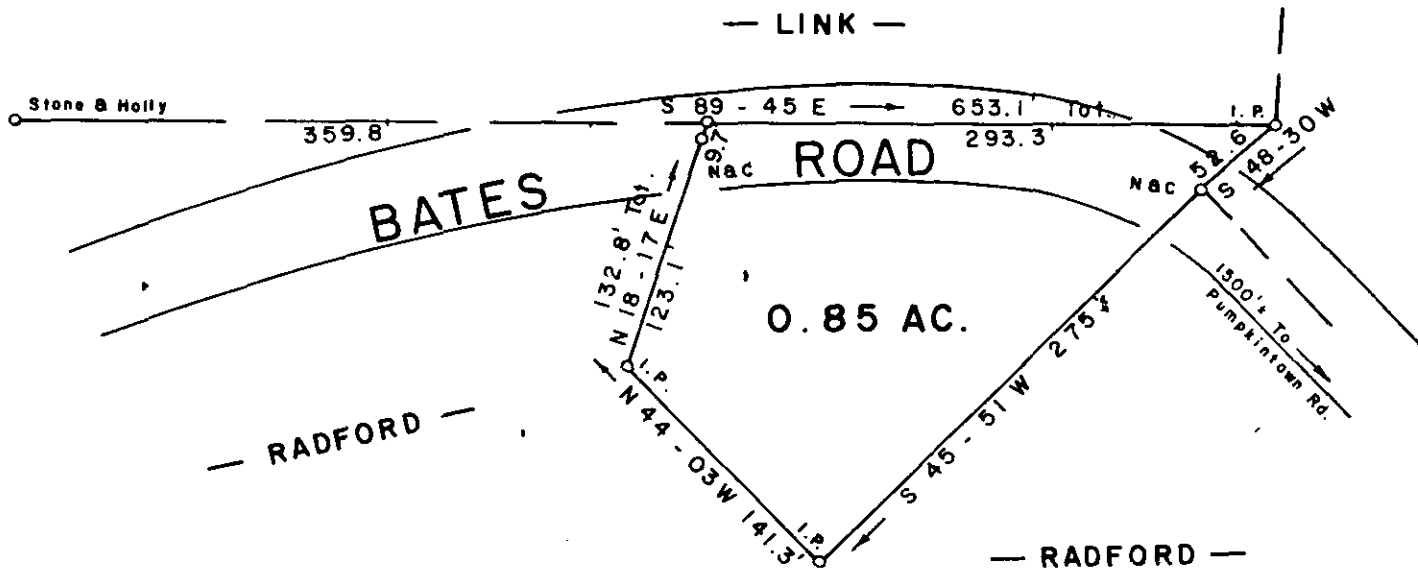 — LINK —
Stone & Holly
S 89 - 45 E 653.1' Tot.
I. P.
359.8'
293.3'
9.7'
N&C
BATES ROAD
52.6'
S 48-30 W
N&C
132.8' Tot.
N 18 - 17 E
123.1'
0.85 AC.
1500'± To
Pumpkintown Rd.
S 45 - 51 W 275'
I. P.
— RADFORD —
N 44 - 03 W 141.3'
I. P.
— RADFORD —